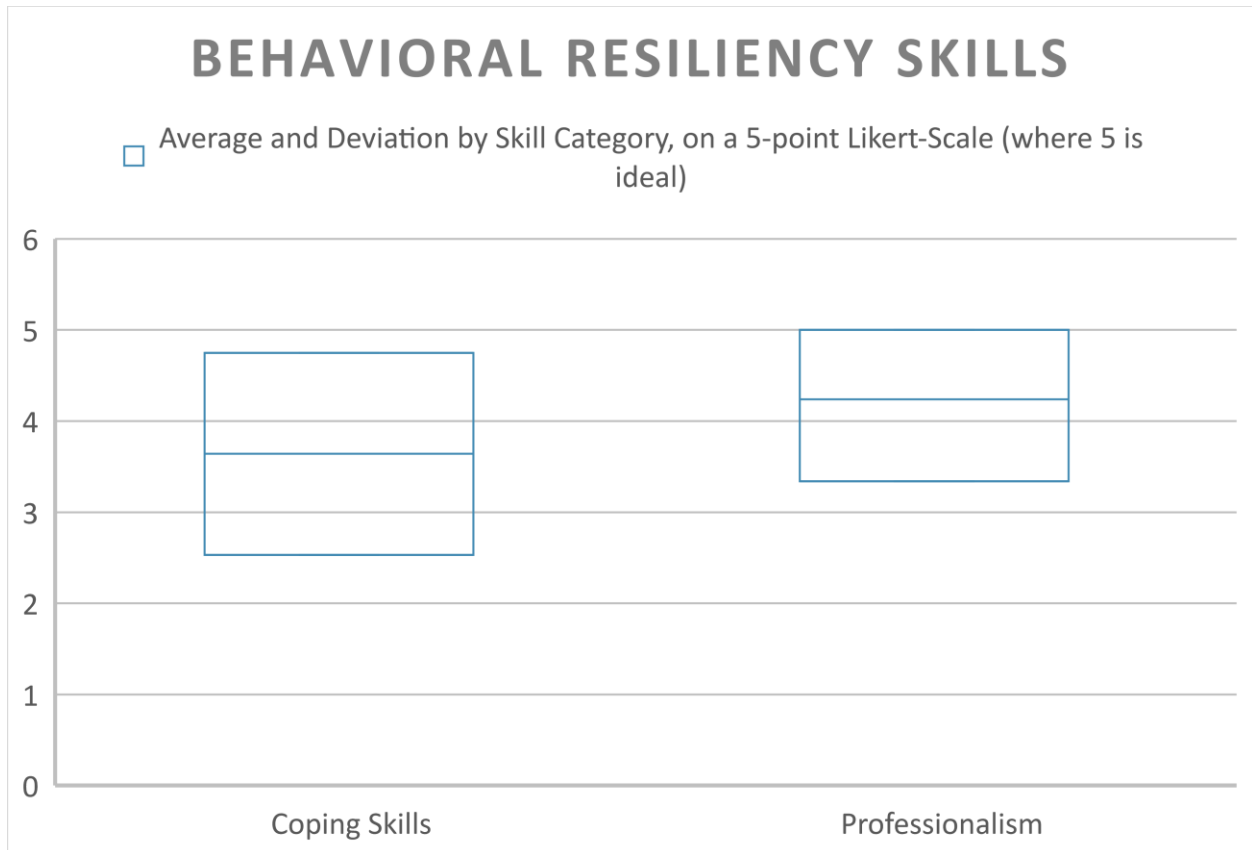 BEHAVIORAL RESILIENCY SKILLS
Average and Deviation by Skill Category, on a 5-point Likert-Scale (where 5 is
ideal)
6
5
4
3
2
1
0
Coping Skills Professionalism